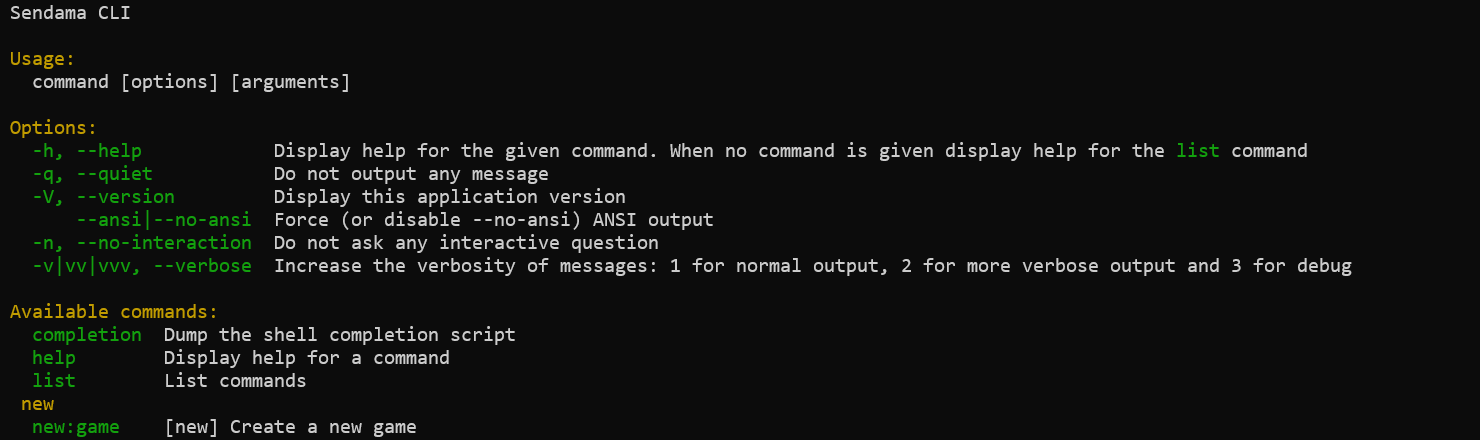 Sendama CLI
Usage:
command [options] [arguments]
Options:
-h, --help Display help for the given command. When no command is given display help for the list command
-q, --quiet Do not output any message
-V, --version Display this application version
--ansi|--no-ansi Force (or disable --no-ansi) ANSI output
-n, --no-interaction Do not ask any interactive question
-v|vv|vvv, --verbose Increase the verbosity of messages: 1 for normal output, 2 for more verbose output and 3 for debug
Available commands:
completion Dump the shell completion script
help Display help for a command
list List commands
new
new:game [new] Create a new game